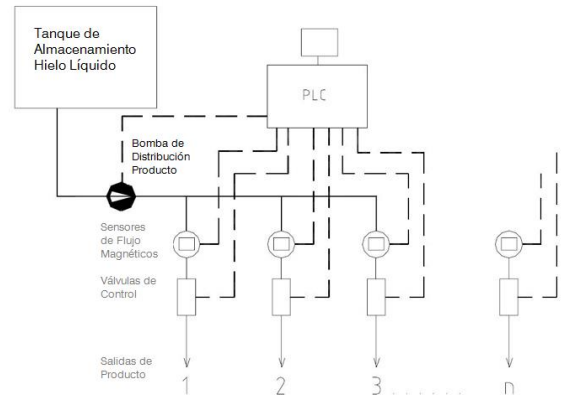 Tanque de
Almacenamiento
Hielo Líquido
PLC
Bomba de
Distribución
Producto
Sensores
de Flujo
Magnéticos
Válvulas de
Control
Salidas de
Producto
1 2 3 . . . . . . n